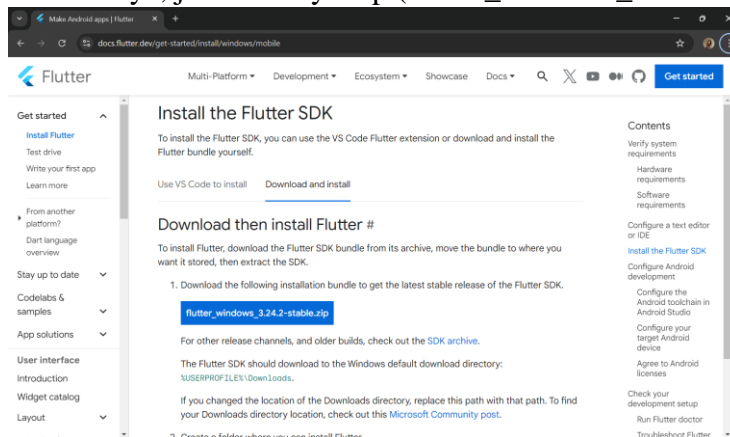 Make Android apps | Flutter
docs.flutter.dev/get-started/install/windows/mobile
Flutter
Multi-Platform
Development
Ecosystem
Showcase
Docs
Get started
Get started
Install Flutter
Test drive
Write your first app
Learn more
From another
platform?
Dart language
overview
Stay up to date
Codelabs &
samples
App solutions
User interface
Introduction
Widget catalog
Layout
Install the Flutter SDK
To install the Flutter SDK, you can use the VS Code Flutter extension or download and install the
Flutter bundle yourself.
Use VS Code to install
Download and install
Download then install Flutter #
To install Flutter, download the Flutter SDK bundle from its archive, move the bundle to where you
want it stored, then extract the SDK.
1. Download the following installation bundle to get the latest stable release of the Flutter SDK.
flutter_windows_3.24.2-stable.zip
For other release channels, and older builds, check out the SDK archive.
The Flutter SDK should download to the Windows default download directory:
%USERPROFILE%\Downloads.
If you changed the location of the Downloads directory, replace this path with that path. To find
your Downloads directory location, check out this Microsoft Community post.
2. Create a folder where you can install Flutter.
Contents
Verify system
requirements
Hardware
requirements
Software
requirements
Configure a text editor
or IDE
Install the Flutter SDK
Configure Android
development
Configure the
Android toolchain in
Android Studio
Configure your
target Android
device
Agree to Android
licenses
Check your
development setup
Run Flutter doctor
Troubleshoot Flutter